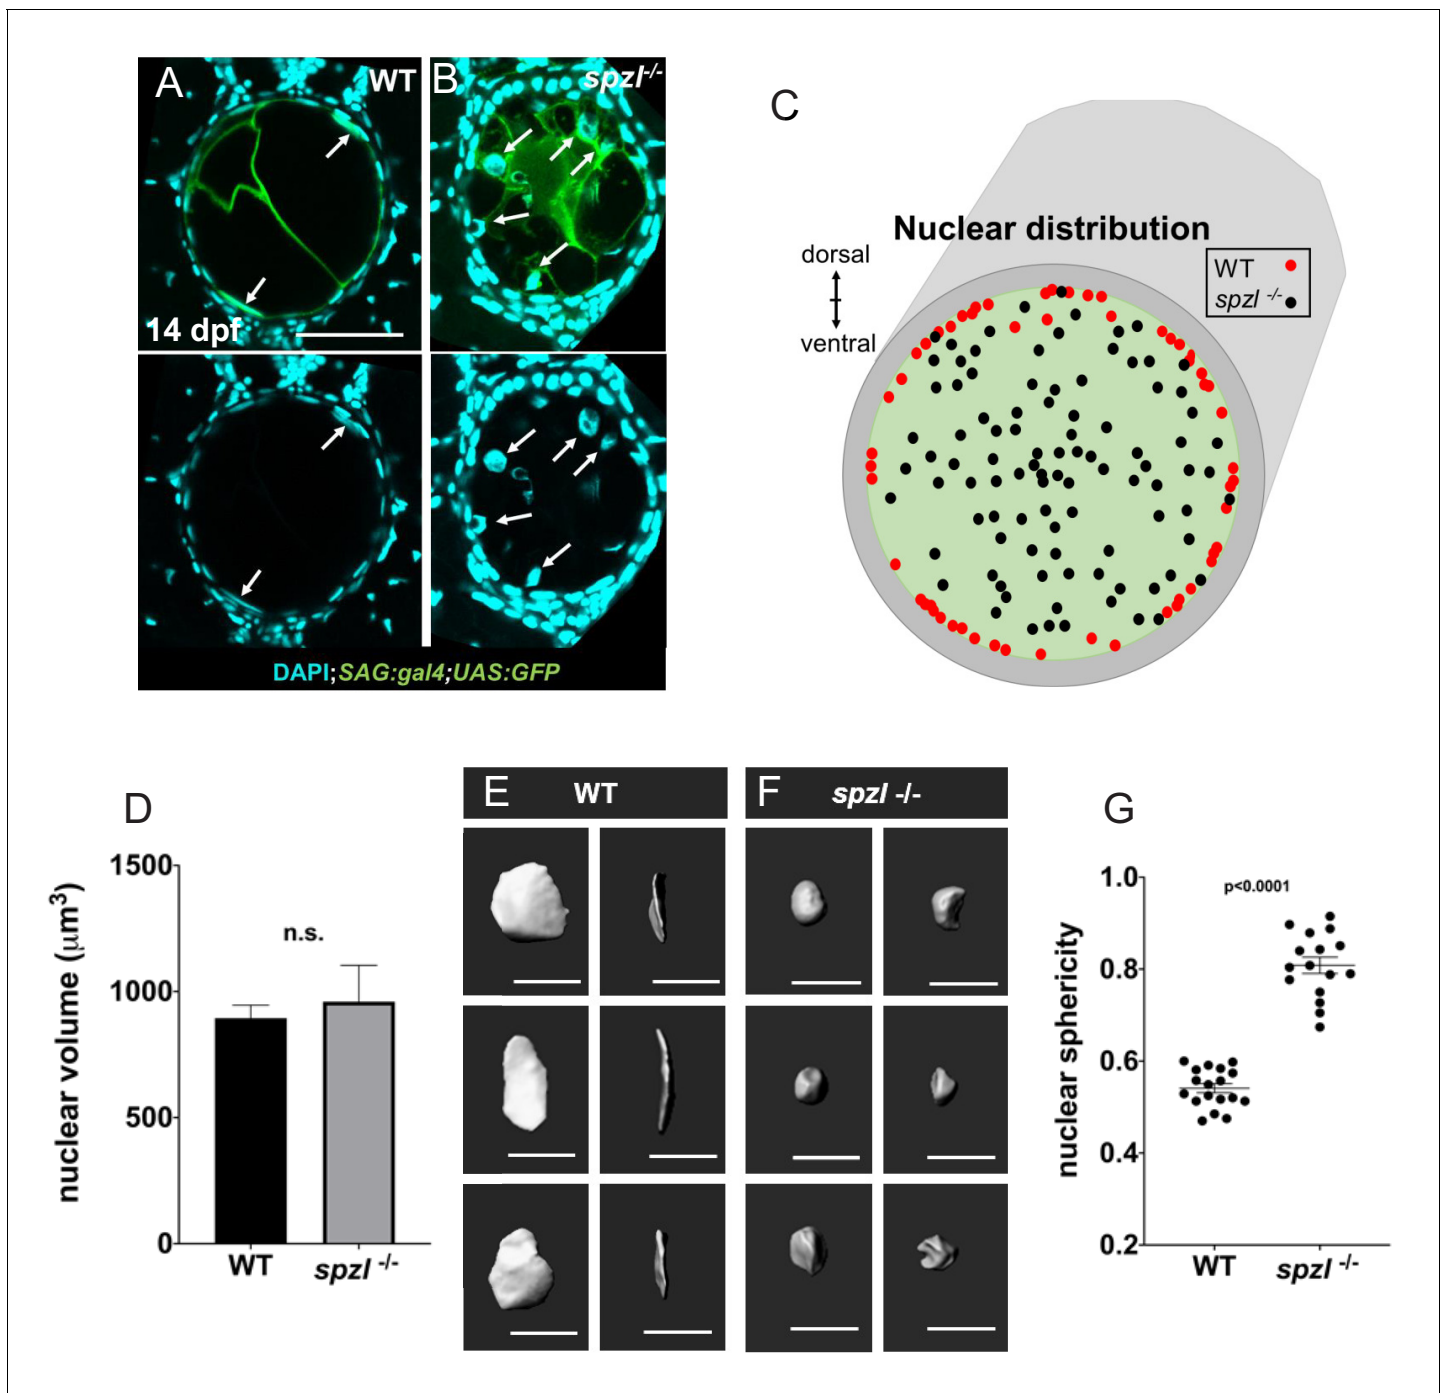 A
WT
B
spzl-/-
14 dpf
DAPI;SAG:gal4;UAS:GFP
C
Nuclear distribution
dorsal
ventral
WT
spzl -/-
D
nuclear volume (μm3)
1500
1000
500
0
n.s.
WT
spzl -/-
E
WT
F
spzl -/-
G
nuclear sphericity
1.0
0.8
0.6
0.4
0.2
p<0.0001
WT
spzl -/-